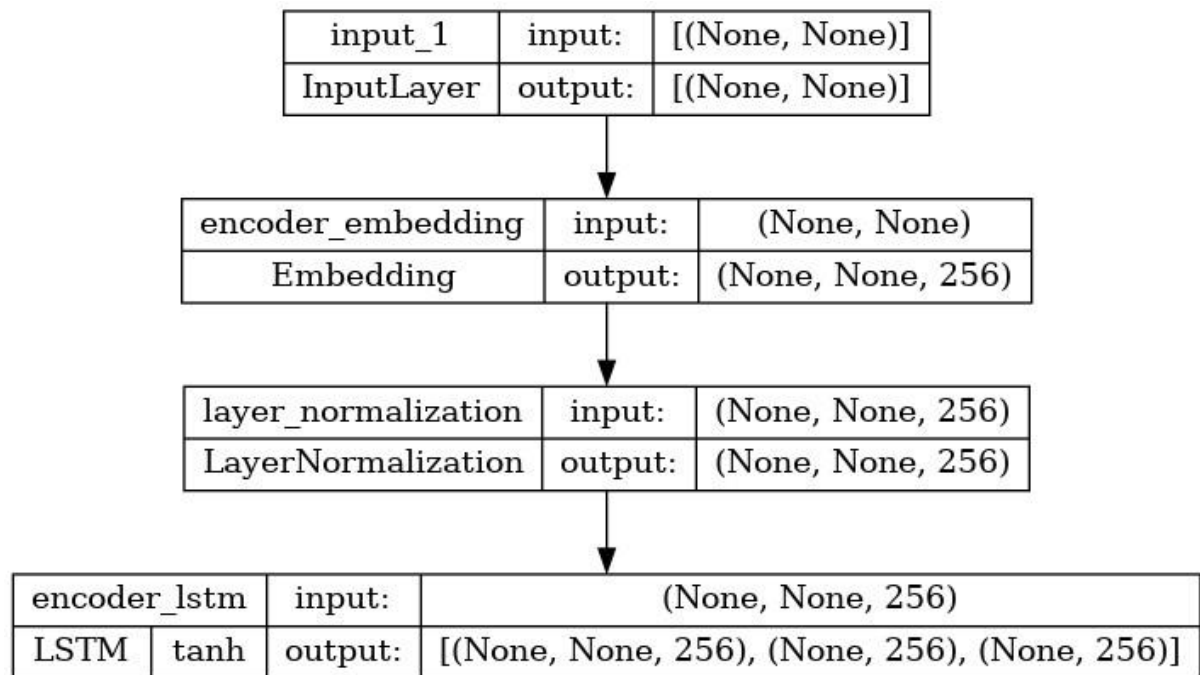 input_1 input: [(None, None)]
InputLayer output: [(None, None)]
encoder_embedding input: (None, None)
Embedding output: (None, None, 256)
layer_normalization input: (None, None, 256)
LayerNormalization output: (None, None, 256)
encoder_lstm input: (None, None, 256)
LSTM tanh output: [(None, None, 256), (None, 256), (None, 256)]